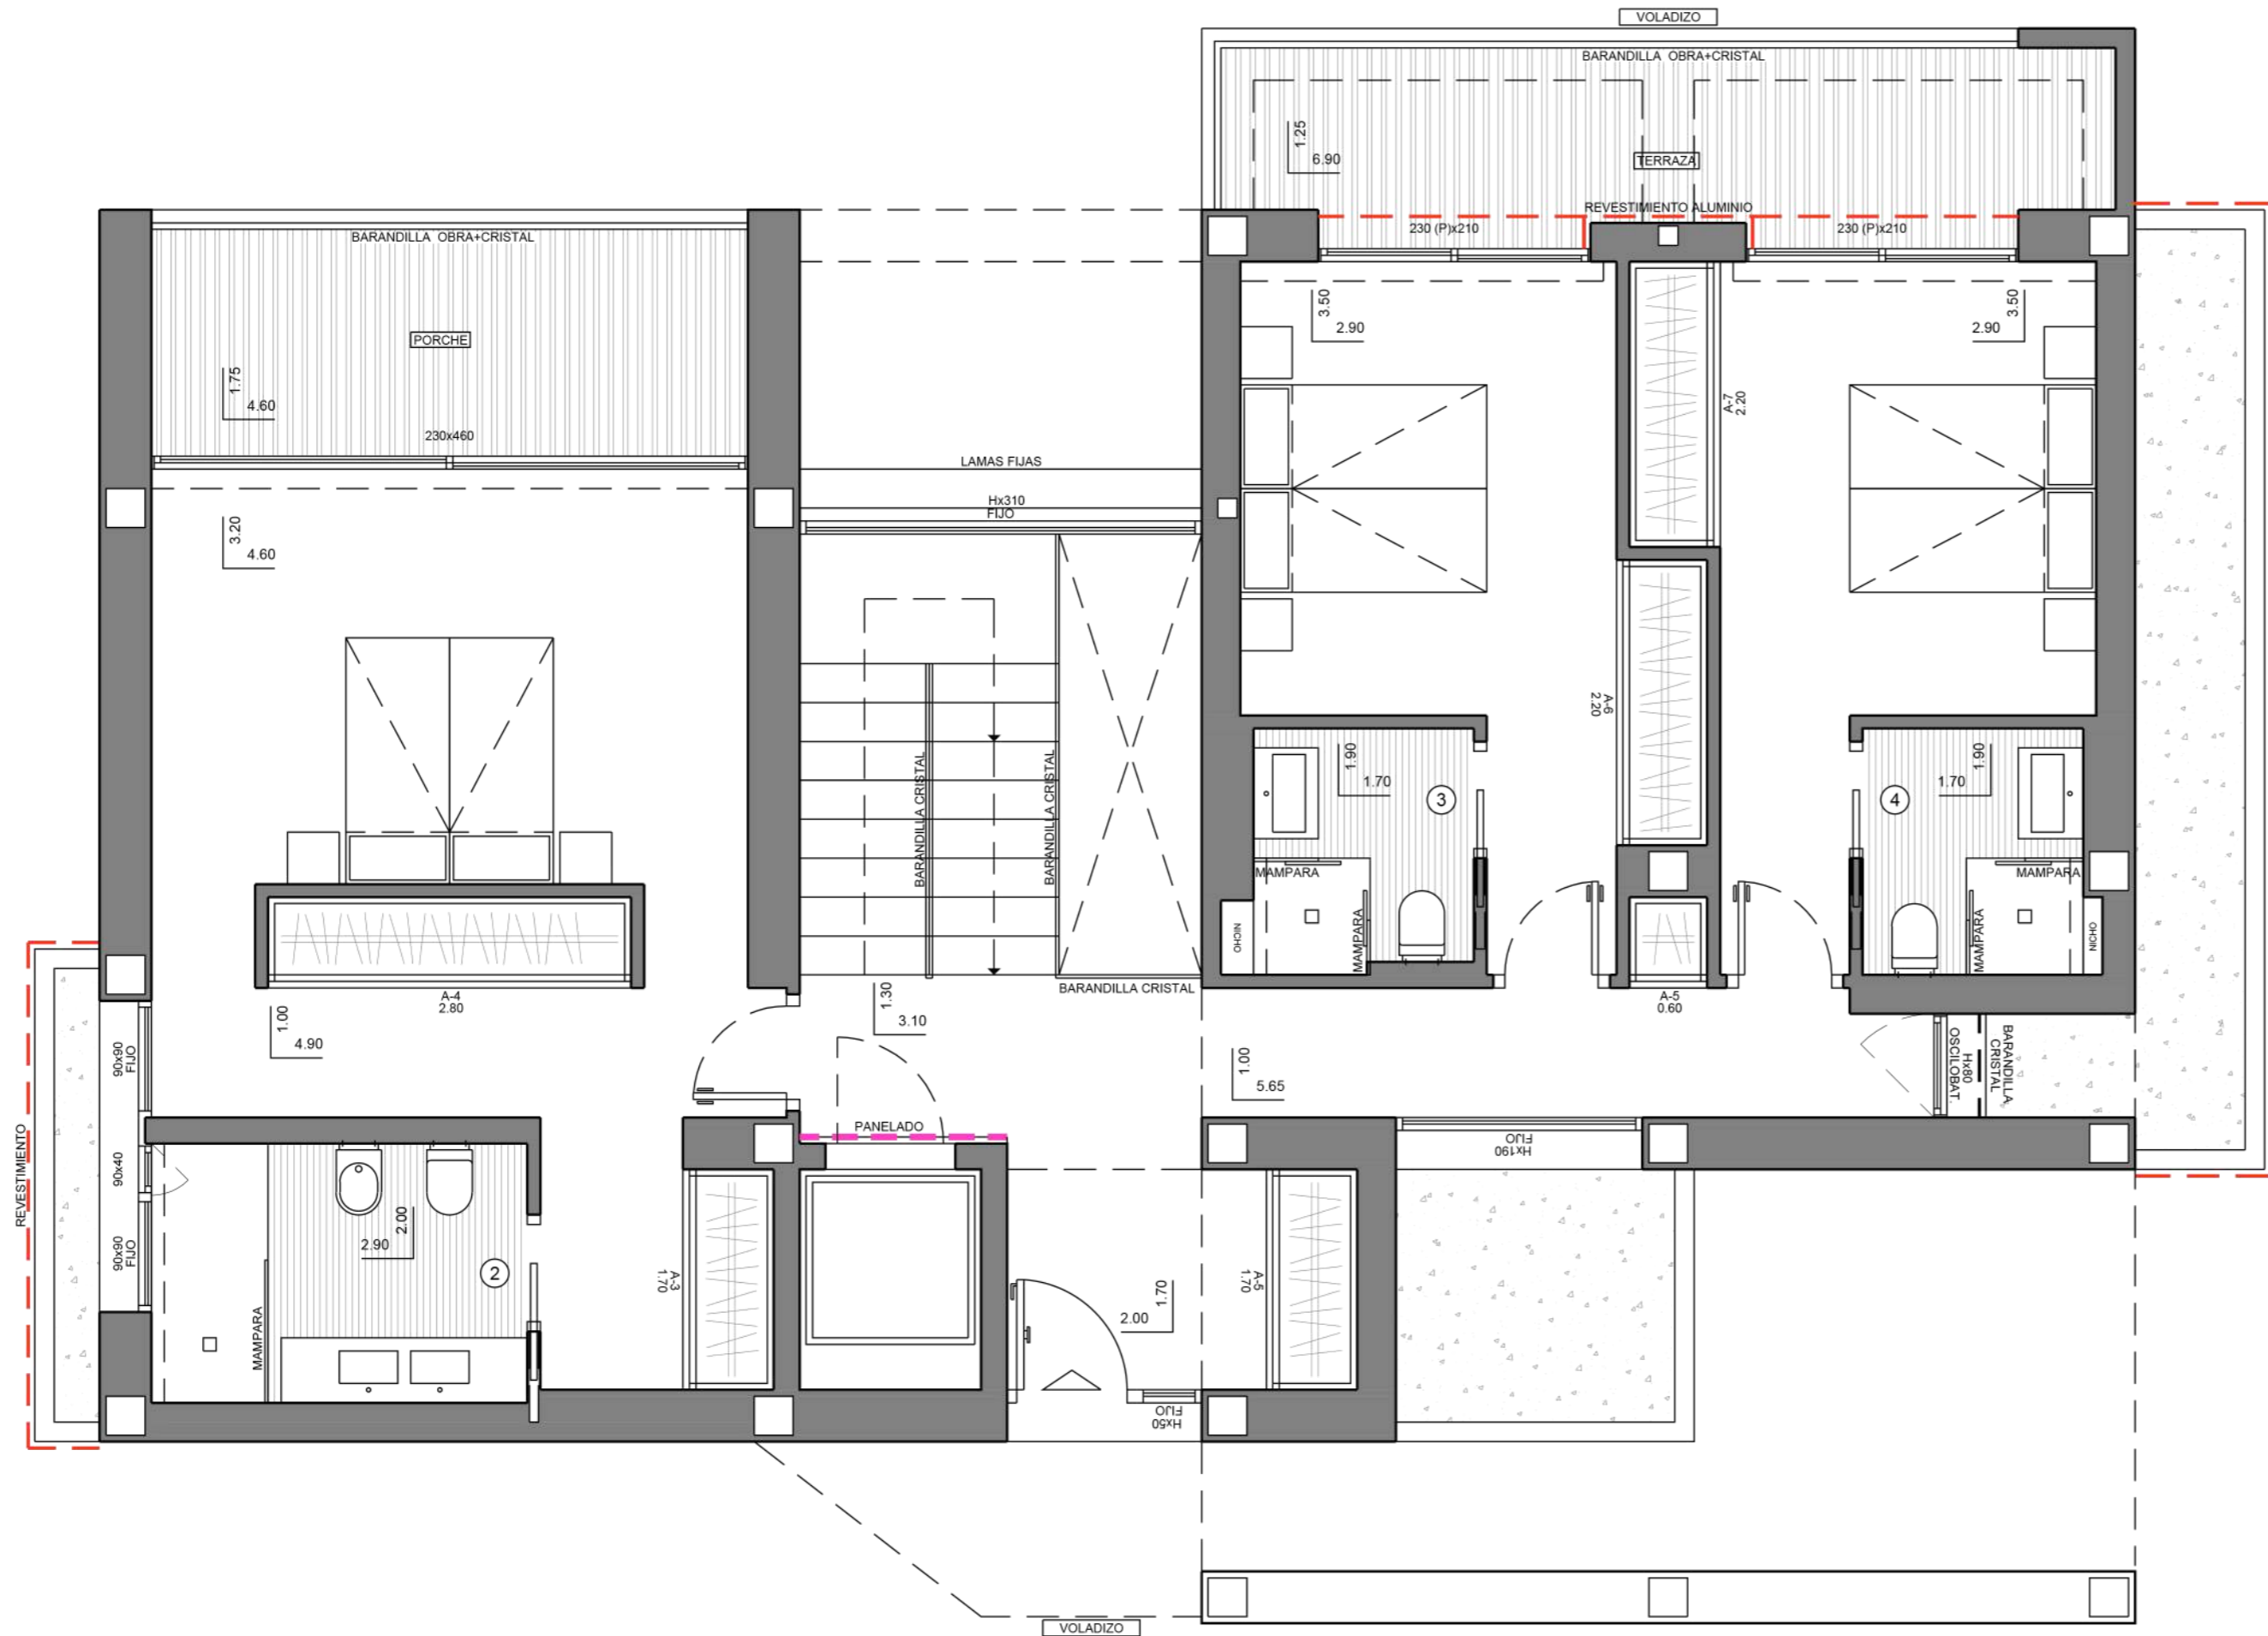 VOLADIZO
BARANDILLA OBRA+CRISTAL
1.25
6.90
TERRAZA
REVESTIMIENTO ALUMINIO
230 (P)x210
230 (P)x210
BARANDILLA OBRA+CRISTAL
PORCHE
1.75
4.60
230x460
LAMAS FIJAS
Hx310
FIJO
3.50
2.90
3.50
2.90
A-7
2.20
3.20
4.60
A-6
2.20
BARANDILLA CRISTAL
BARANDILLA CRISTAL
1.90
1.70
3
1.90
1.70
4
MAMPARA
MAMPARA
MAMPARA
MAMPARA
NICHO
NICHO
A-4
2.80
BARANDILLA CRISTAL
A-5
0.60
1.00
4.90
1.30
3.10
1.00
5.65
90x90
FIJO
OSCILOBAT.
Hx80
BARANDILLA
CRISTAL
PANELADO
Hx190
FIJO
REVESTIMIENTO
90x40
90x90
FIJO
2.00
2.90
2
MAMPARA
A-3
1.70
1.70
2.00
A-5
1.70
Hx50
FIJO
VOLADIZO